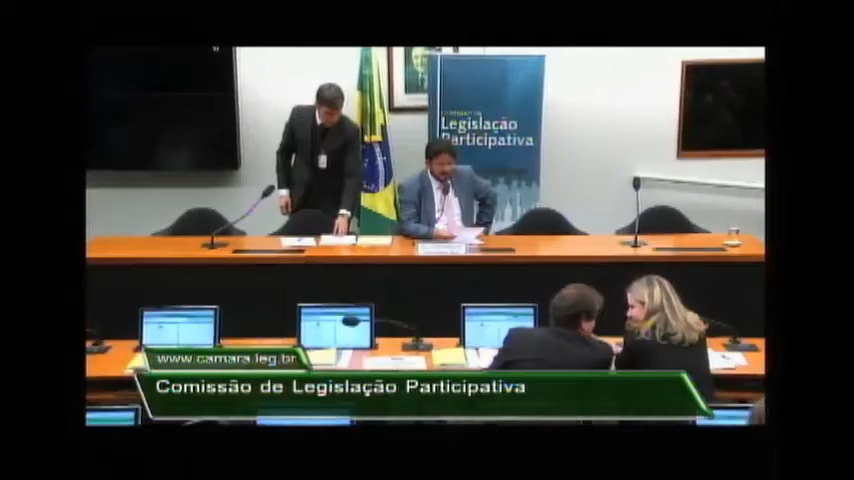 Legislação
Participativa
www.camara.leg.br
Comissão de Legislação Participativa